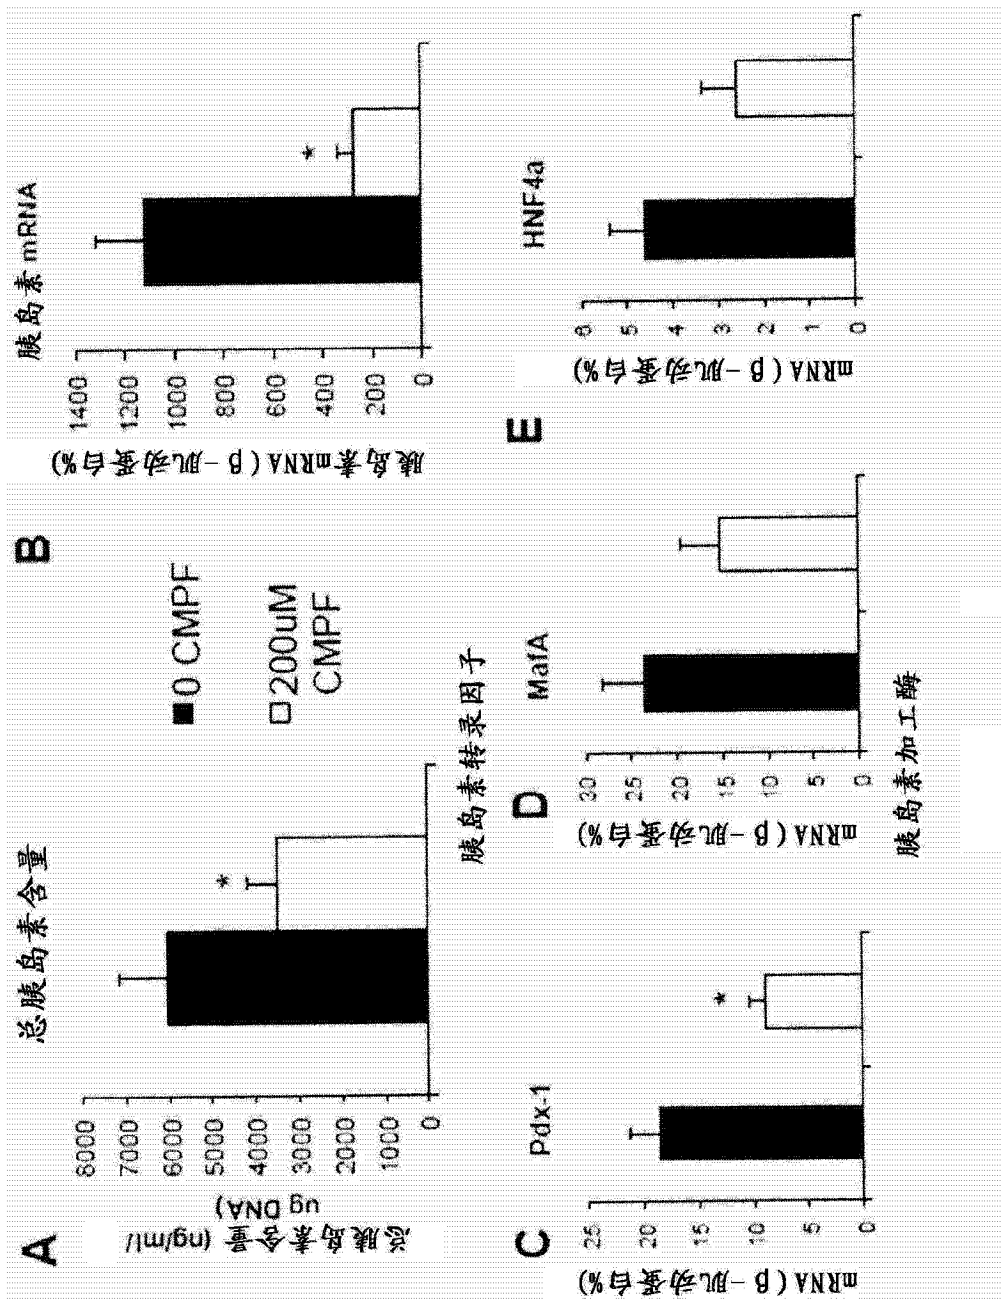 A
总胰岛素含量
总胰岛素含量 (ng/ml/
ug DNA)
8000
7000
6000
5000
4000
3000
2000
1000
0
*
■0 CMPF
□200uM
CMPF
B
胰岛素 mRNA
胰岛素mRNA (β-肌动蛋白%)
1400
1200
1000
800
600
400
200
0
*
胰岛素转录因子
C
Pdx-1
mRNA (β-肌动蛋白%)
25
20
15
10
5
0
*
D
MafA
mRNA (β-肌动蛋白%)
30
25
20
15
10
5
0
E
HNF4a
mRNA (β-肌动蛋白%)
6
5
4
3
2
1
0
胰岛素加工酶